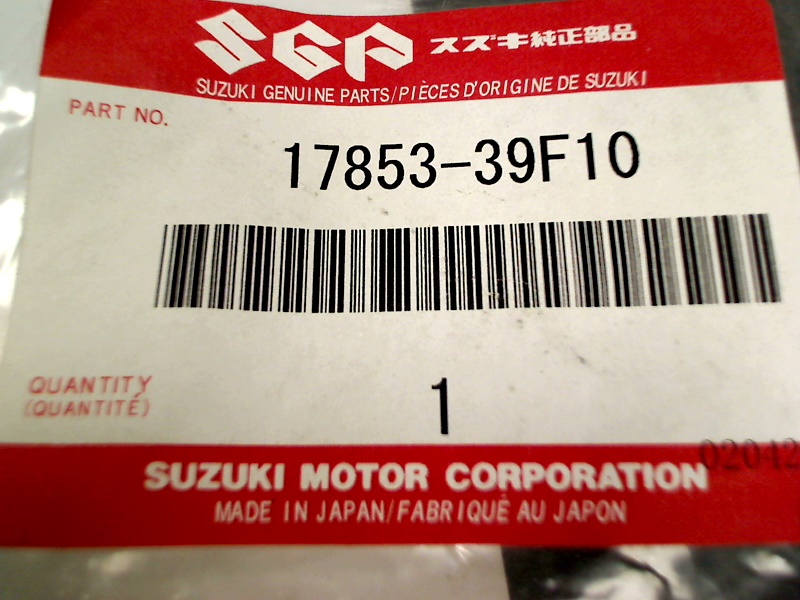 SGP スズキ純正部品
SUZUKI GENUINE PARTS/PIÈCES D'ORIGINE DE SUZUKI
PART NO.
17853-39F10
QUANTITY
(QUANTITÉ)
1
02042
SUZUKI MOTOR CORPORATION
MADE IN JAPAN/FABRIQUÉ AU JAPON